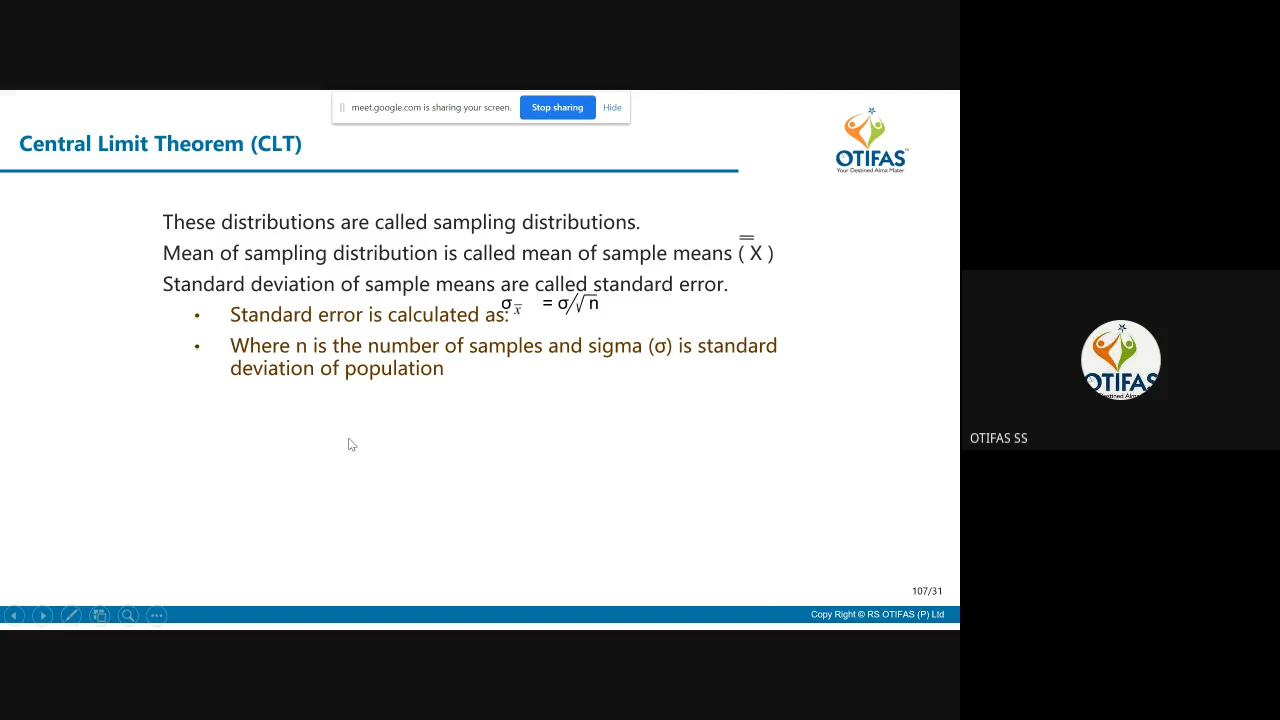 meet.google.com is sharing your screen. Stop sharing Hide
Central Limit Theorem (CLT)
OTIFAS™
Your Destined Alma Mater
These distributions are called sampling distributions.
Mean of sampling distribution is called mean of sample means ( X̿ )
Standard deviation of sample means are called standard error.
• Standard error is calculated as: σx̅ = σ/√n
• Where n is the number of samples and sigma (σ) is standard
deviation of population
OTIFAS
OTIFAS SS
107/31
Copy Right © RS OTIFAS (P) Ltd